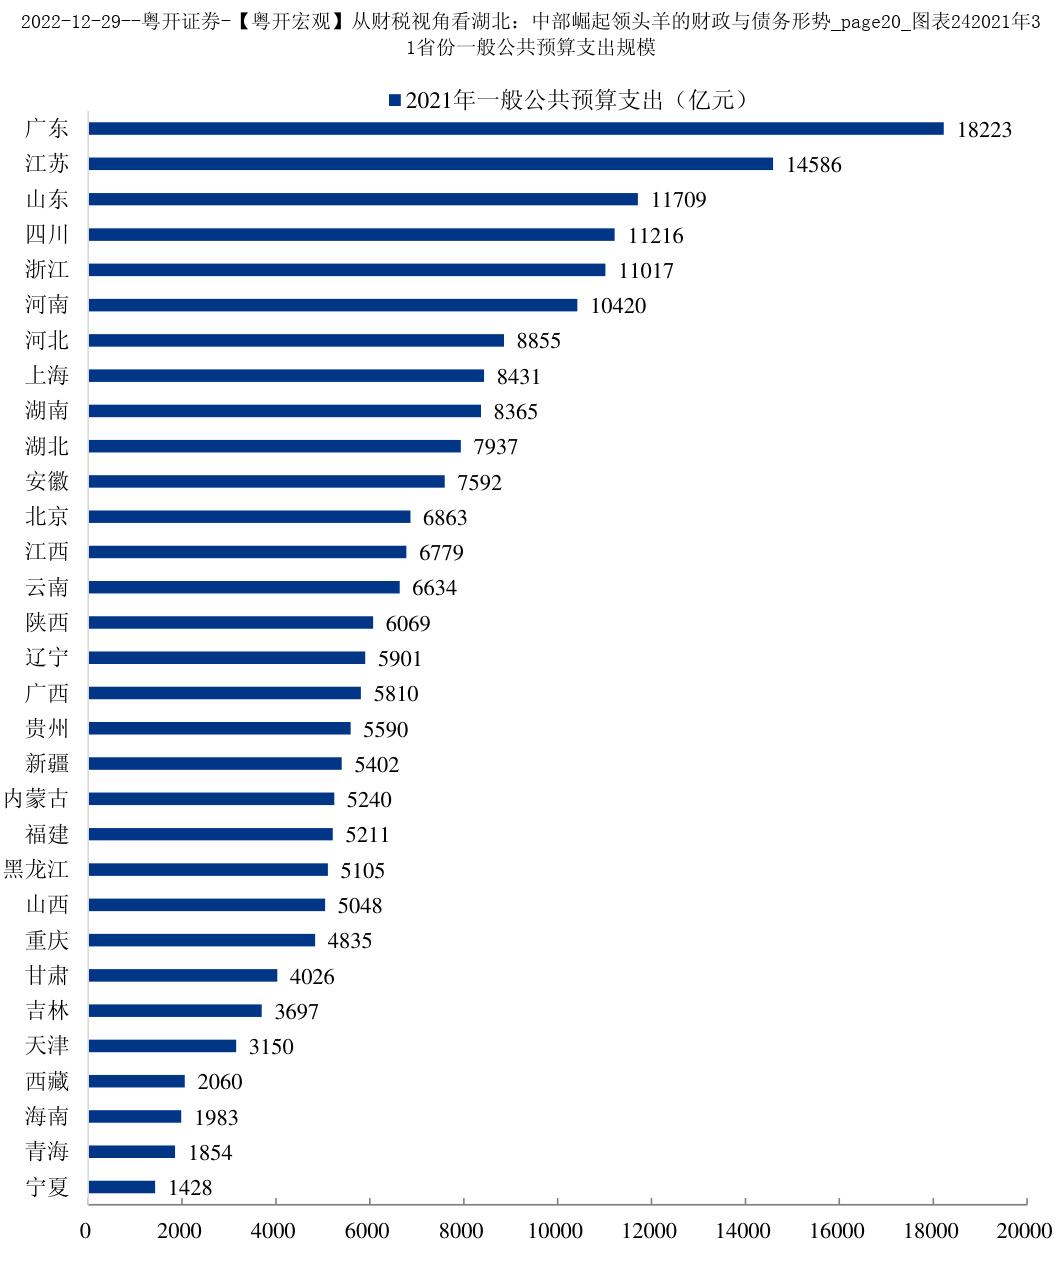 2022-12-29--粤开证券-【粤开宏观】从财税视角看湖北：中部崛起领头羊的财政与债务形势_page20_图表242021年3
1省份一般公共预算支出规模
2021年一般公共预算支出（亿元）
广东 18223
江苏 14586
山东 11709
四川 11216
浙江 11017
河南 10420
河北 8855
上海 8431
湖南 8365
湖北 7937
安徽 7592
北京 6863
江西 6779
云南 6634
陕西 6069
辽宁 5901
广西 5810
贵州 5590
新疆 5402
内蒙古 5240
福建 5211
黑龙江 5105
山西 5048
重庆 4835
甘肃 4026
吉林 3697
天津 3150
西藏 2060
海南 1983
青海 1854
宁夏 1428
0 2000 4000 6000 8000 10000 12000 14000 16000 18000 20000